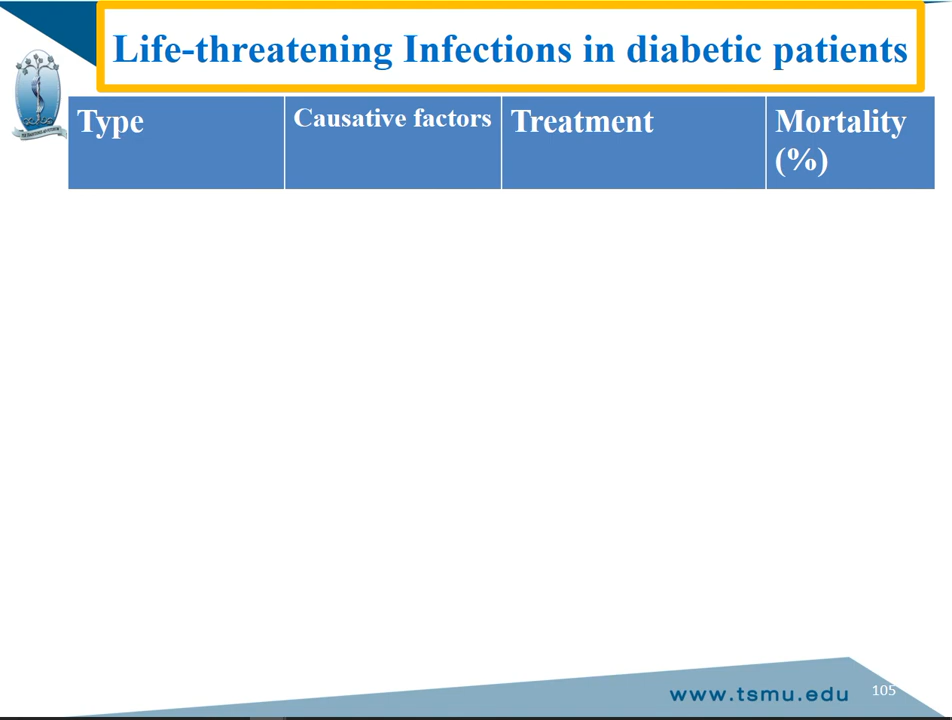 Life-threatening Infections in diabetic patients
Type
Causative factors
Treatment
Mortality
(%)
www.tsmu.edu
105